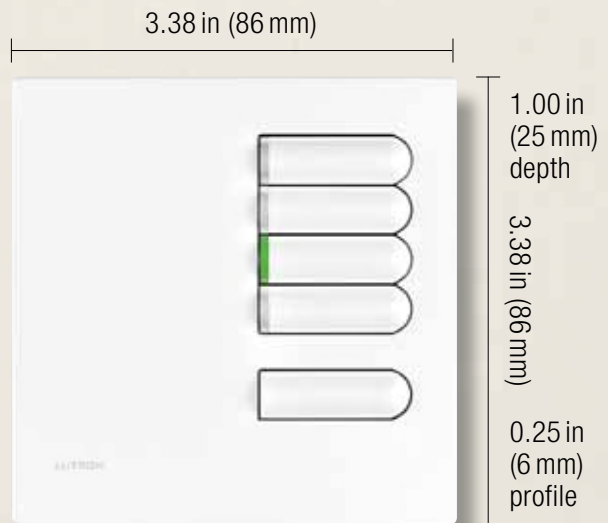 3.38 in (86 mm)
1.00 in
(25 mm)
depth
3.38 in (86 mm)
0.25 in
(6 mm)
profile
LUTRON